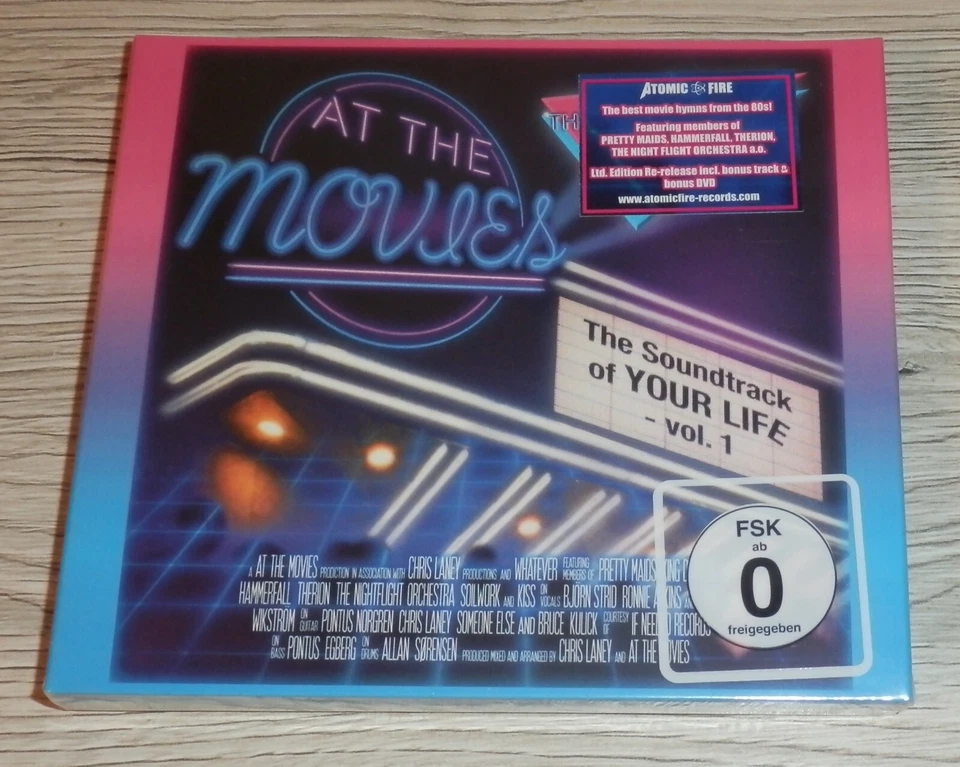 AT THE
movies
TH
ATOMIC FIRE
The best movie hymns from the 80s!
Featuring members of
PRETTY MAIDS, HAMMERFALL, THERION,
THE NIGHT FLIGHT ORCHESTRA a.o.
Ltd. Edition Re-release incl. bonus track &
bonus DVD
www.atomicfire-records.com
The Soundtrack
of YOUR LIFE
- vol. 1
A AT THE MOVIES PRODUCTION IN ASSOCIATION WITH CHRIS LANEY PRODUCTIONS AND WHATEVER FEATURING MEMBERS OF PRETTY MAIDS
HAMMERFALL THERION THE NIGHTFLIGHT ORCHESTRA SOILWORK AND KISS ON VOCALS BJÖRN STRID RONNIE
WIKSTRÖM ON GUITAR PONTUS NORGREN CHRIS LANEY SOMEONE ELSE AND BRUCE KULICK COURTESY OF IF RECORDS
ON BASS PONTUS EGBERG ON DRUMS ALLAN SØRENSEN PRODUCED MIXED AND ARRANGED BY CHRIS LANEY AND AT THE MOVIES
FSK
ab
0
freigegeben